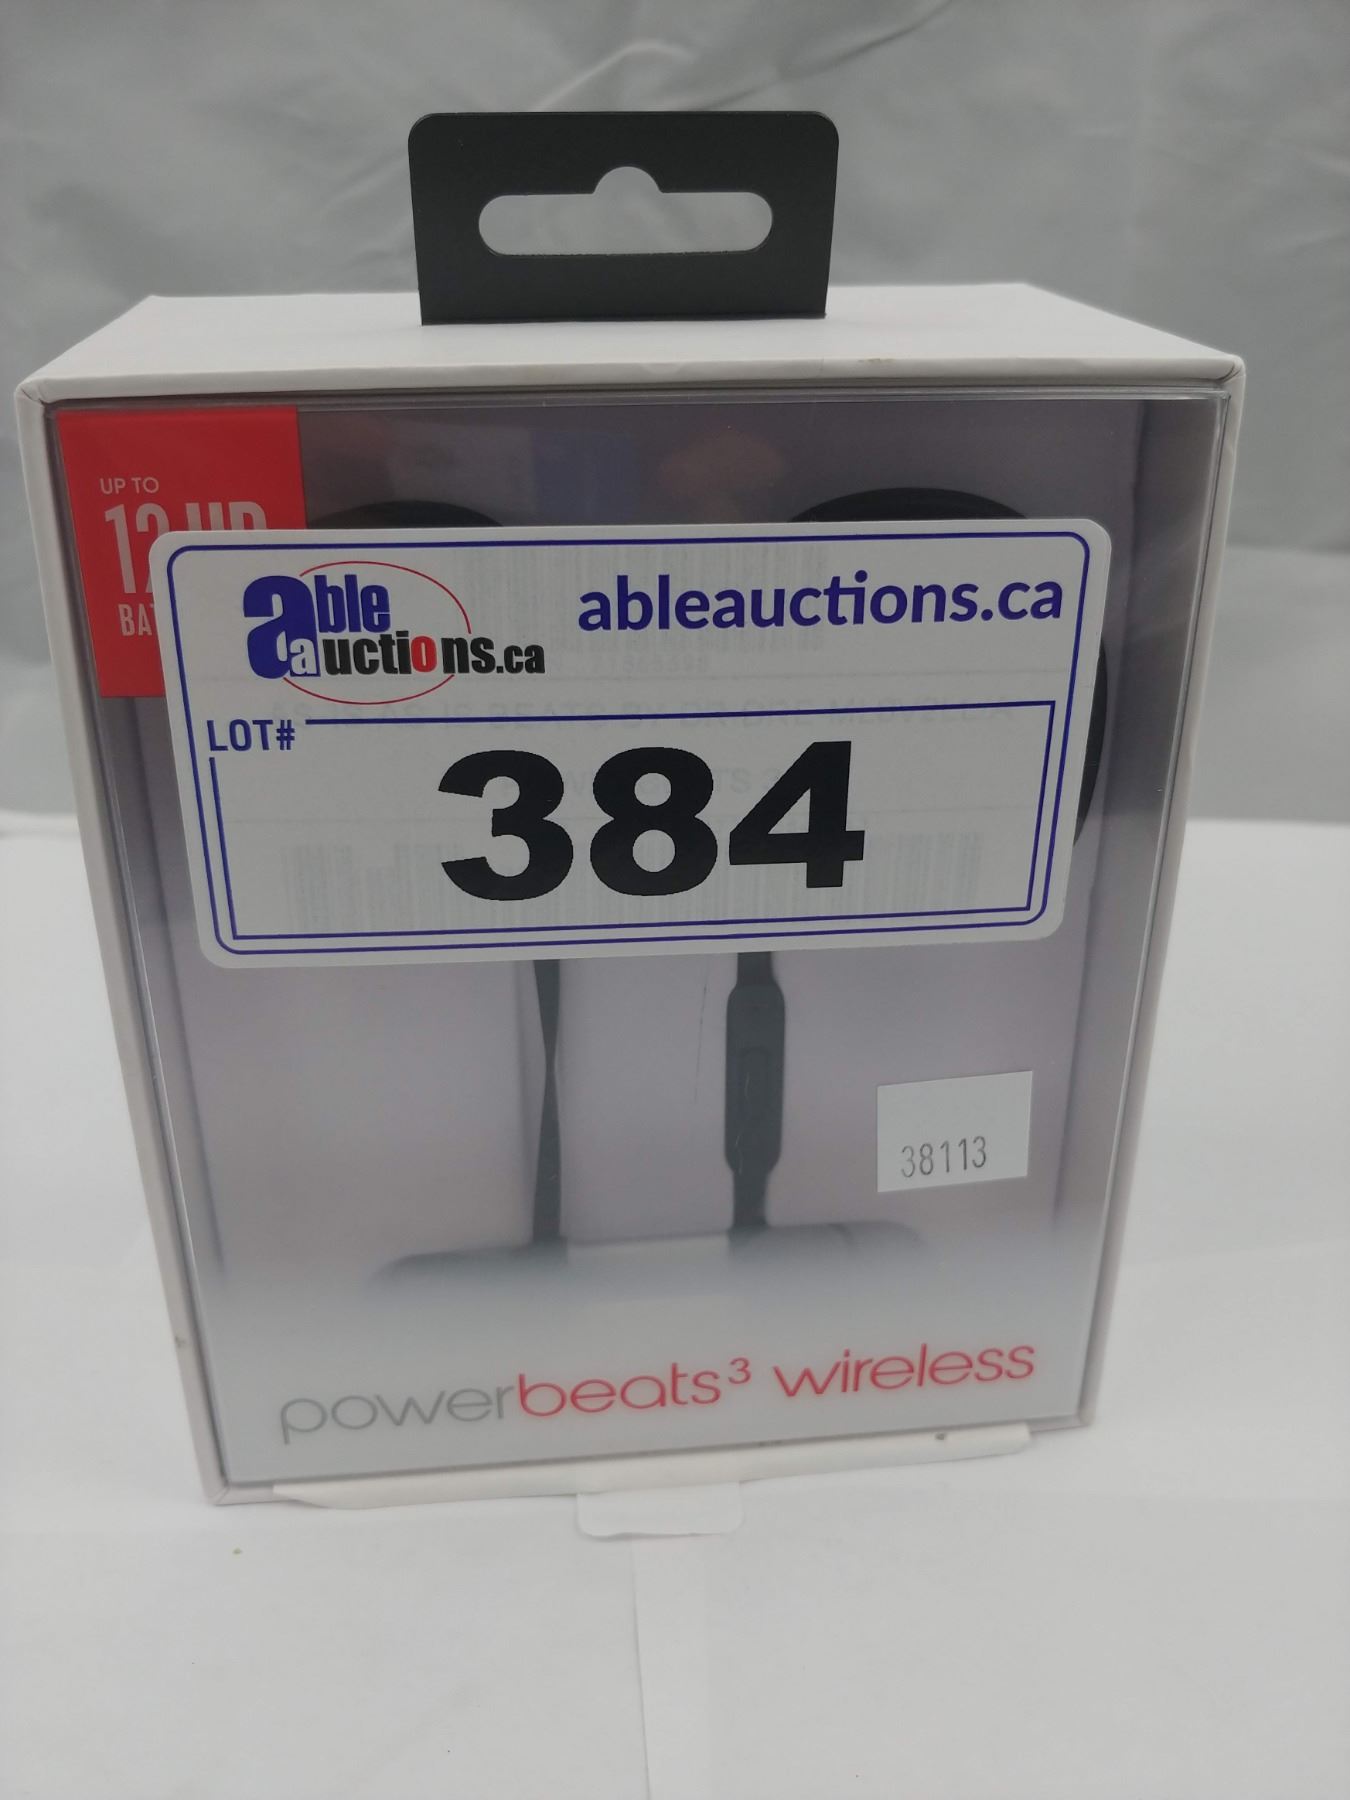 UP TO
able
auctions.ca
ableauctions.ca
LOT#
384
38113
powerbeats³ wireless